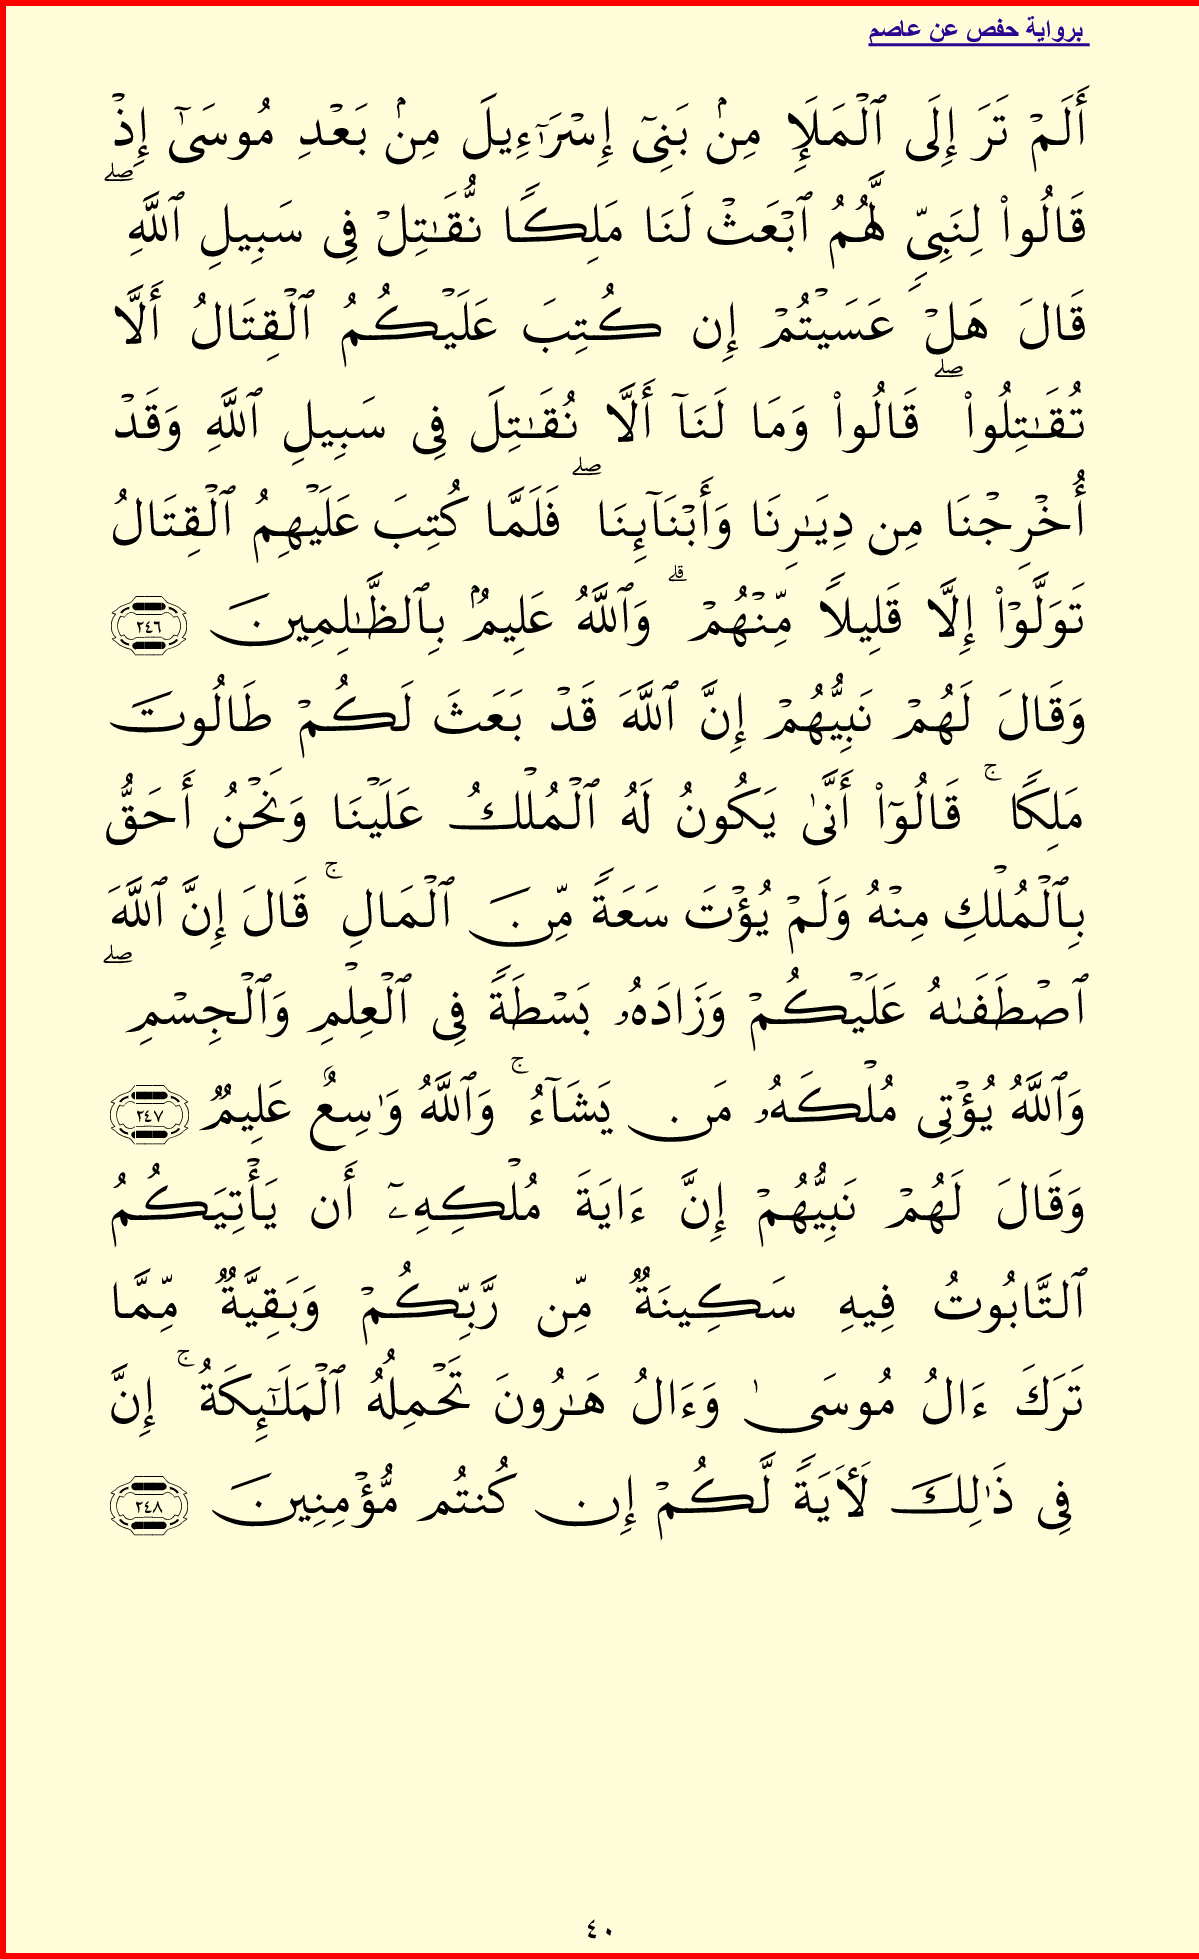 برواية حفص عن عاصم
أَلَمۡ تَرَ إِلَى ٱلۡمَلَإِ مِنۢ بَنِيٓ إِسۡرَٰٓءِيلَ مِنۢ بَعۡدِ مُوسَىٰٓ إِذۡ
قَالُواْ لِنَبِيّٖ لَّهُمُ ٱبۡعَثۡ لَنَا مَلِكٗا نُّقَٰتِلۡ فِي سَبِيلِ ٱللَّهِۖ
قَالَ هَلۡ عَسَيۡتُمۡ إِن كُتِبَ عَلَيۡكُمُ ٱلۡقِتَالُ أَلَّا
تُقَٰتِلُواْۖ قَالُواْ وَمَا لَنَآ أَلَّا نُقَٰتِلَ فِي سَبِيلِ ٱللَّهِ وَقَدۡ
أُخۡرِجۡنَا مِن دِيَٰرِنَا وَأَبۡنَآئِنَاۖ فَلَمَّا كُتِبَ عَلَيۡهِمُ ٱلۡقِتَالُ
تَوَلَّوۡاْ إِلَّا قَلِيلٗا مِّنۡهُمۡۗ وَٱللَّهُ عَلِيمُۢ بِٱلظَّٰلِمِينَ ٢٤٦
وَقَالَ لَهُمۡ نَبِيُّهُمۡ إِنَّ ٱللَّهَ قَدۡ بَعَثَ لَكُمۡ طَالُوتَ
مَلِكٗاۚ قَالُوٓاْ أَنَّىٰ يَكُونُ لَهُ ٱلۡمُلۡكُ عَلَيۡنَا وَنَحۡنُ أَحَقُّ
بِٱلۡمُلۡكِ مِنۡهُ وَلَمۡ يُؤۡتَ سَعَةٗ مِّنَ ٱلۡمَالِۚ قَالَ إِنَّ ٱللَّهَ
ٱصۡطَفَىٰهُ عَلَيۡكُمۡ وَزَادَهُۥ بَسۡطَةٗ فِي ٱلۡعِلۡمِ وَٱلۡجِسۡمِۖ
وَٱللَّهُ يُؤۡتِي مُلۡكَهُۥ مَن يَشَآءُۚ وَٱللَّهُ وَٰسِعٌ عَلِيمٞ ٢٤٧
وَقَالَ لَهُمۡ نَبِيُّهُمۡ إِنَّ ءَايَةَ مُلۡكِهِۦٓ أَن يَأۡتِيَكُمُ
ٱلتَّابُوتُ فِيهِ سَكِينَةٞ مِّن رَّبِّكُمۡ وَبَقِيَّةٞ مِّمَّا
تَرَكَ ءَالُ مُوسَىٰ وَءَالُ هَٰرُونَ تَحۡمِلُهُ ٱلۡمَلَٰٓئِكَةُۚ إِنَّ
فِي ذَٰلِكَ لَأٓيَةٗ لَّكُمۡ إِن كُنتُم مُّؤۡمِنِينَ ٢٤٨
٤٠